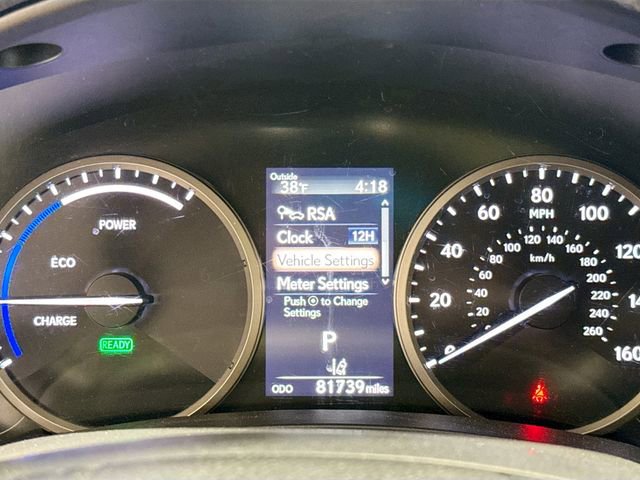 POWER
ECO
CHARGE
READY
Outside
38°F 4:18
RSA
Clock 12H
Vehicle Settings
Meter Settings
Push ⊙ to Change
Settings
P
ODO 81739 miles
0 20 40 60 80 100 120 160
MPH
20 40 60 80 100 120 140 160 180 200 220 240 260
km/h